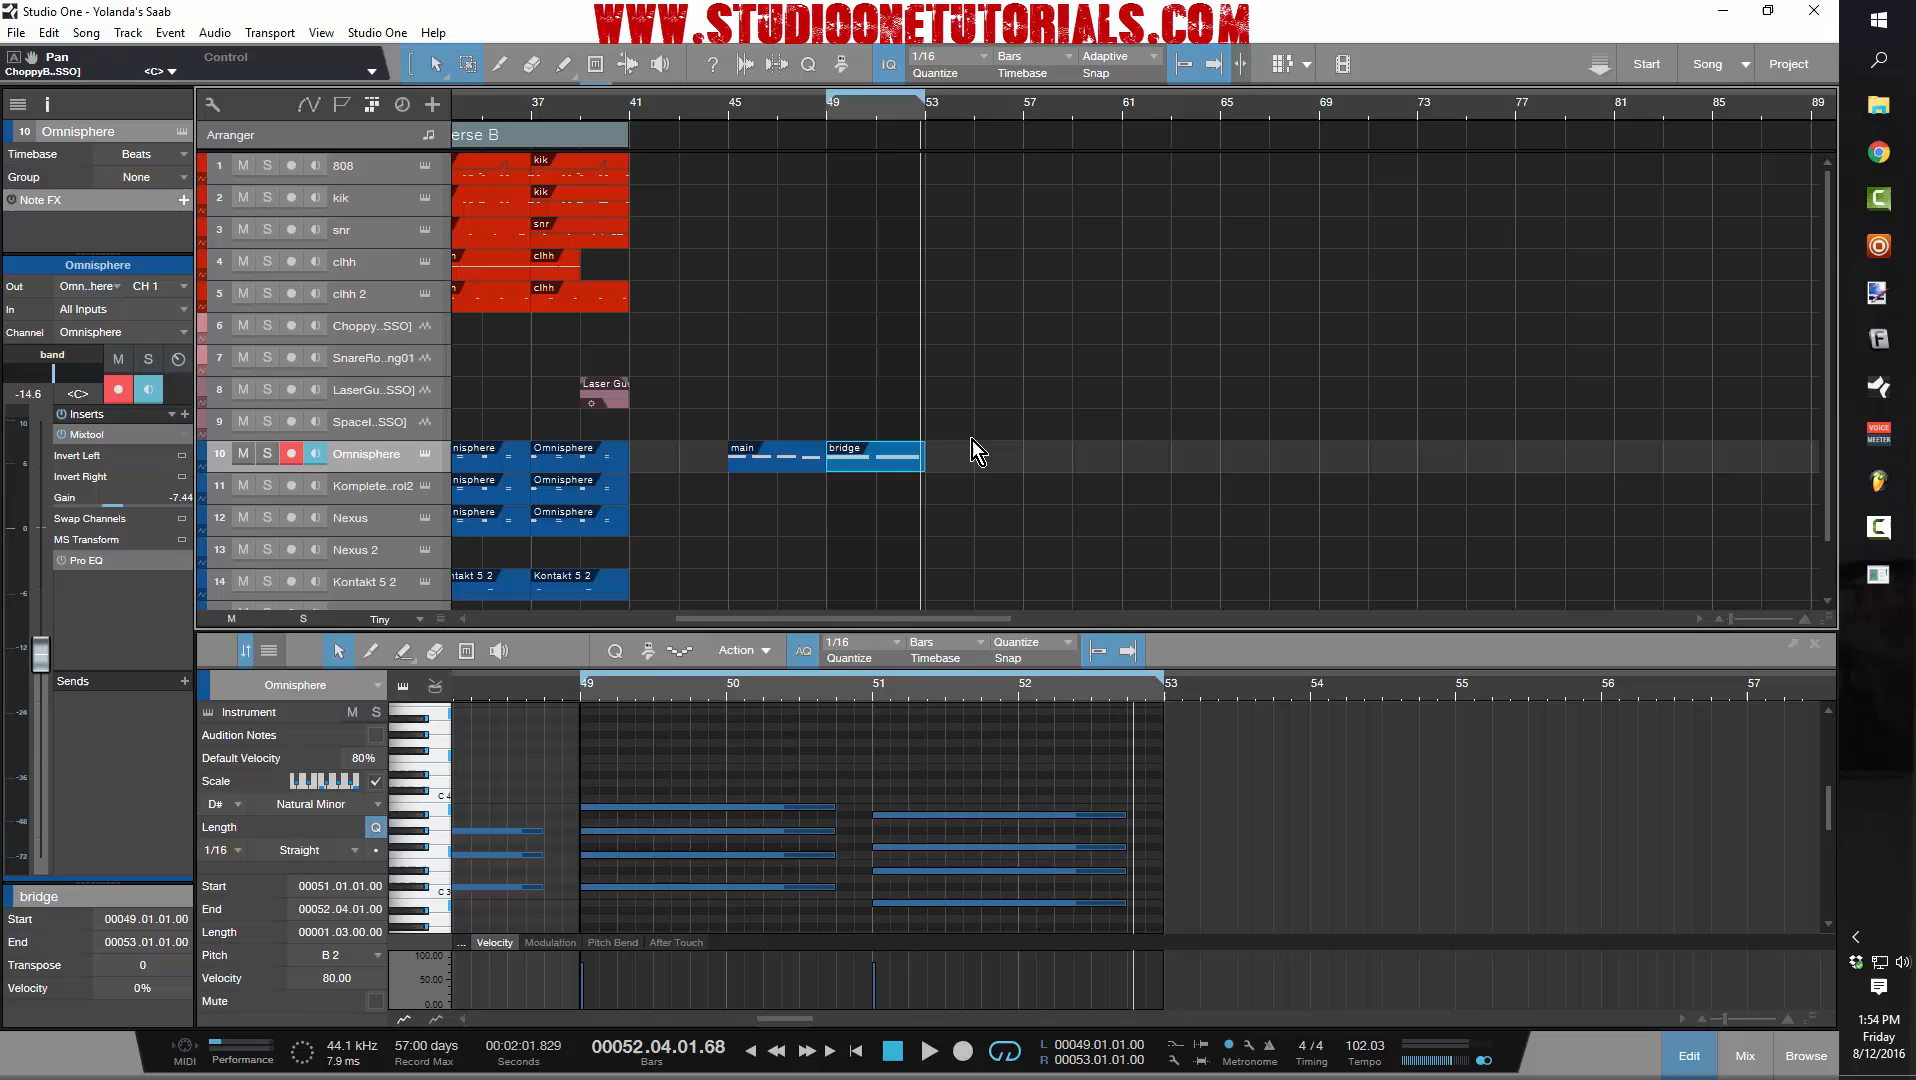 Studio One - Yolanda's Saab
WWW.STUDIOONETUTORIALS.COM
File Edit Song Track Event Audio Transport View Studio One Help
Pan
Control
ChoppyB..SSO]
<C>
IQ
1/16
Quantize
Bars
Timebase
Adaptive
Snap
Start
Song
Project
10 Omnisphere
Timebase Beats
Group None
Note FX
Omnisphere
Out Omn..here CH 1
In All Inputs
Channel Omnisphere
band M S
-14.6 <C>
Inserts
Mixtool
Invert Left
Invert Right
Gain -7.44
Swap Channels
MS Transform
Pro EQ
Sends
bridge
Start 00049.01.01.00
End 00053.01.01.00
Transpose 0
Velocity 0%
37 41 45 49 53 57 61 65 69 73 77 81 85 89
Arranger
erse B
1 M S 808 kik
2 M S kik kik
3 M S snr snr
4 M S clhh clhh
5 M S clhh 2 clhh
6 M S Choppy..SSO]
7 M S SnareRo..ng01
8 M S LaserGu..SSO] Laser Gu
9 M S SpaceI..SSO]
10 M S Omnisphere nisphere Omnisphere main bridge
11 M S Komplete..rol2 nisphere Omnisphere
12 M S Nexus nisphere Omnisphere
13 M S Nexus 2
14 M S Kontakt 5 2 ntakt 5 2 Kontakt 5 2
M S Tiny
Action
AQ
1/16
Quantize
Bars
Timebase
Quantize
Snap
Omnisphere
49 50 51 52 53 54 55 56 57
Instrument M S
Audition Notes
Default Velocity 80%
Scale
D# Natural Minor
Length Q
1/16 Straight
Start 00051.01.01.00
End 00052.04.01.00
Length 00001.03.00.00
Pitch B 2
Velocity 80.00
Mute
C 4
C 3
... Velocity Modulation Pitch Bend After Touch
100.00
50.00
0.00
MIDI
Performance
44.1 kHz
7.9 ms
57:00 days
Record Max
00:02:01.829
Seconds
00052.04.01.68
Bars
L 00049.01.01.00
R 00053.01.01.00
Metronome
4 / 4
Timing
102.03
Tempo
Edit
Mix
Browse
VOICE
MEETER
1:54 PM
Friday
8/12/2016